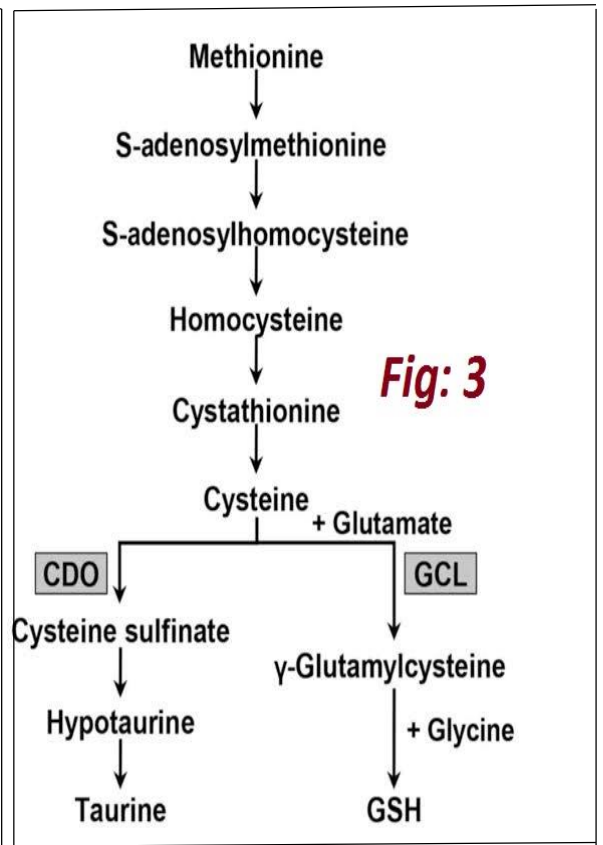 Methionine
S-adenosylmethionine
S-adenosylhomocysteine
Homocysteine
Fig: 3
Cystathionine
Cysteine
+ Glutamate
CDO
GCL
Cysteine sulfinate
γ-Glutamylcysteine
Hypotaurine
+ Glycine
Taurine
GSH